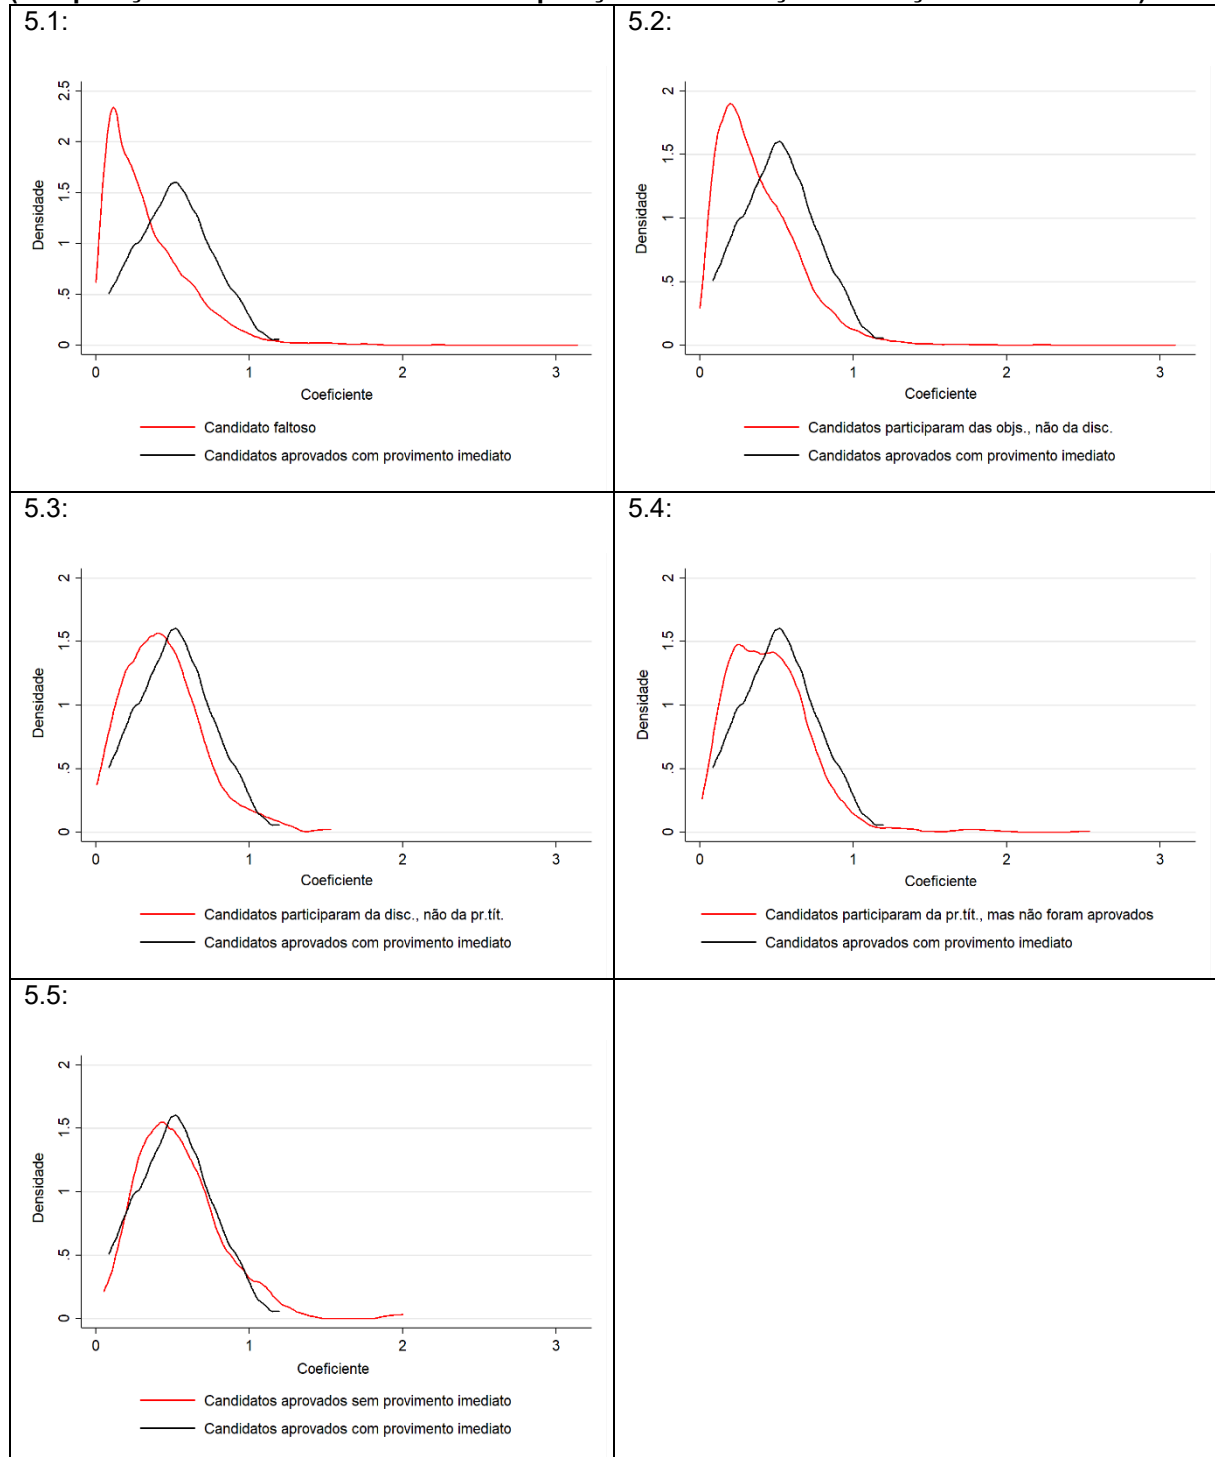 5.1:
2.5
2
1.5
1
.5
0
Densidade
0 1 2 3
Coeficiente
Candidato faltoso
Candidatos aprovados com provimento imediato
5.2:
2
1.5
1
.5
0
Densidade
0 1 2 3
Coeficiente
Candidatos participaram das objs., não da disc.
Candidatos aprovados com provimento imediato
5.3:
2
1.5
1
.5
0
Densidade
0 1 2 3
Coeficiente
Candidatos participaram da disc., não da pr.tít.
Candidatos aprovados com provimento imediato
5.4:
2
1.5
1
.5
0
Densidade
0 1 2 3
Coeficiente
Candidatos participaram da pr.tít., mas não foram aprovados
Candidatos aprovados com provimento imediato
5.5:
2
1.5
1
.5
0
Densidade
0 1 2 3
Coeficiente
Candidatos aprovados sem provimento imediato
Candidatos aprovados com provimento imediato